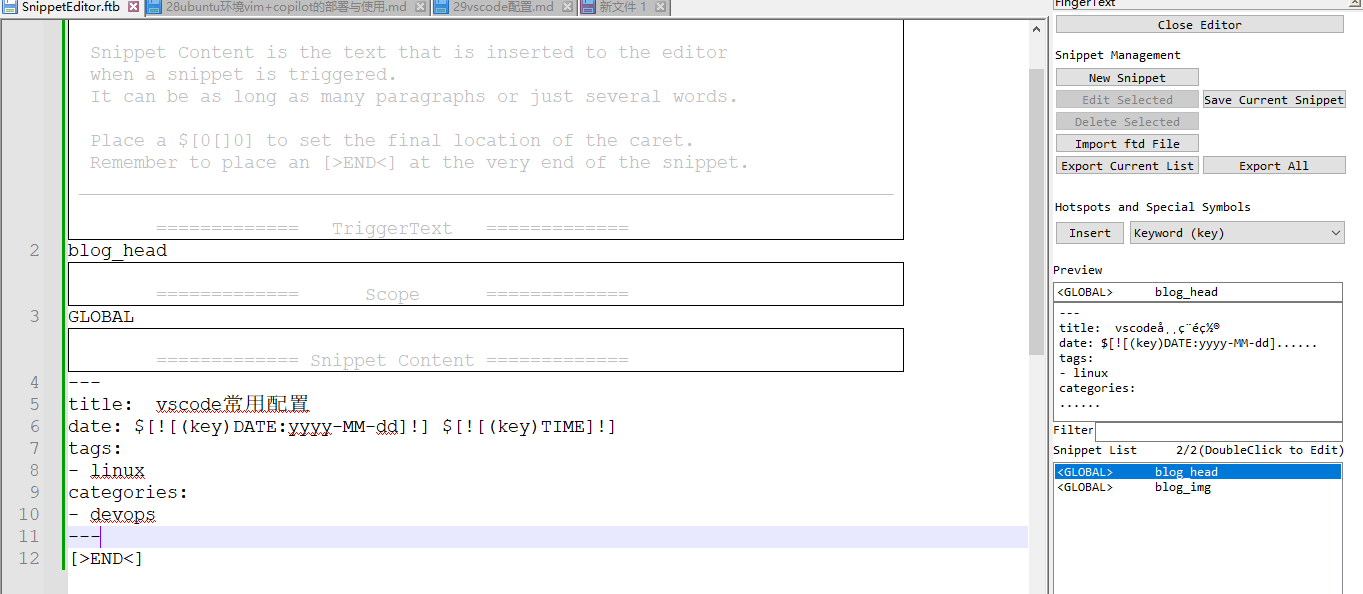 SnippetEditor.ftb
28ubuntu环境vim+copilot的部署与使用.md
29vscode配置.md
新文件 1
Snippet Content is the text that is inserted to the editor
when a snippet is triggered.
It can be as long as many paragraphs or just several words.
Place a $[0[]0] to set the final location of the caret.
Remember to place an [>END<] at the very end of the snippet.
============= TriggerText =============
2 blog_head
============= Scope =============
3 GLOBAL
============= Snippet Content =============
4 ---
5 title:  vscode常用配置
6 date: $[![(key)DATE:yyyy-MM-dd]!] $[![(key)TIME]!]
7 tags:
8 - linux
9 categories:
10 - devops
11 ---
12 [>END<]
FingerText
Close Editor
Snippet Management
New Snippet
Edit Selected
Save Current Snippet
Delete Selected
Import ftd File
Export Current List
Export All
Hotspots and Special Symbols
Insert
Keyword (key)
Preview
<GLOBAL> blog_head
---
title:  vscodeå¸¸ç¨éç½®
date: $[![(key)DATE:yyyy-MM-dd]......
tags:
- linux
categories:
......
Filter
Snippet List 2/2(DoubleClick to Edit)
<GLOBAL> blog_head
<GLOBAL> blog_img